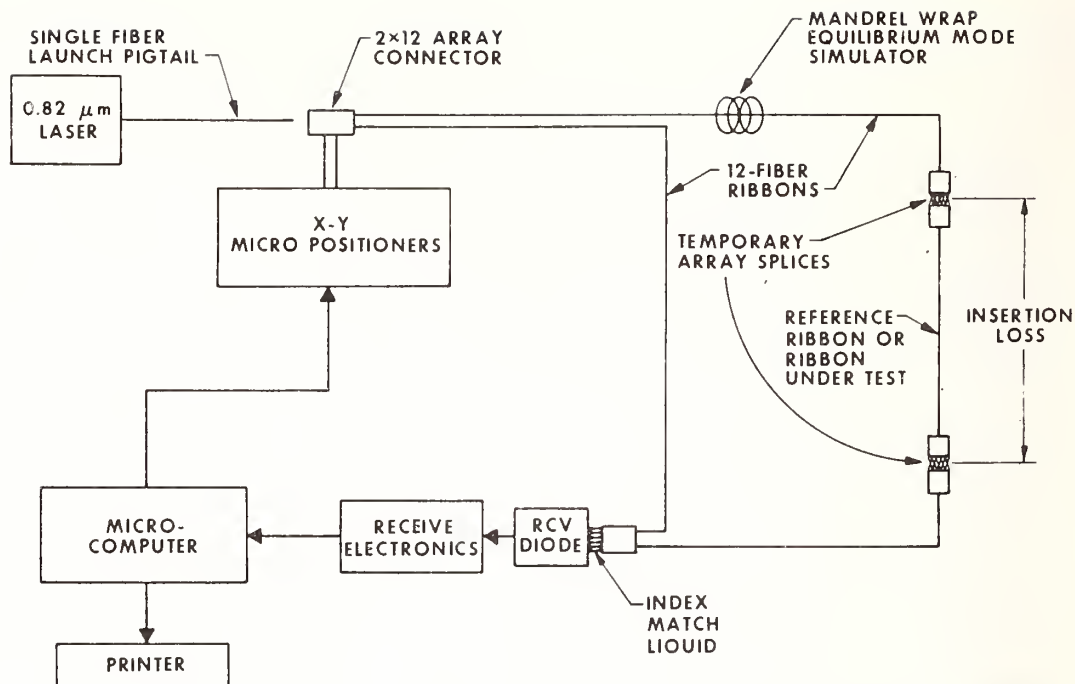 SINGLE FIBER
LAUNCH PIGTAIL
2×12 ARRAY
CONNECTOR
MANDREL WRAP
EQUILIBRIUM MODE
SIMULATOR
0.82 μm
LASER
12-FIBER
RIBBONS
X-Y
MICRO POSITIONERS
TEMPORARY
ARRAY SPLICES
REFERENCE
RIBBON OR
RIBBON
UNDER TEST
INSERTION
LOSS
MICRO-
COMPUTER
RECEIVE
ELECTRONICS
RCV
DIODE
INDEX
MATCH
LIQUID
PRINTER